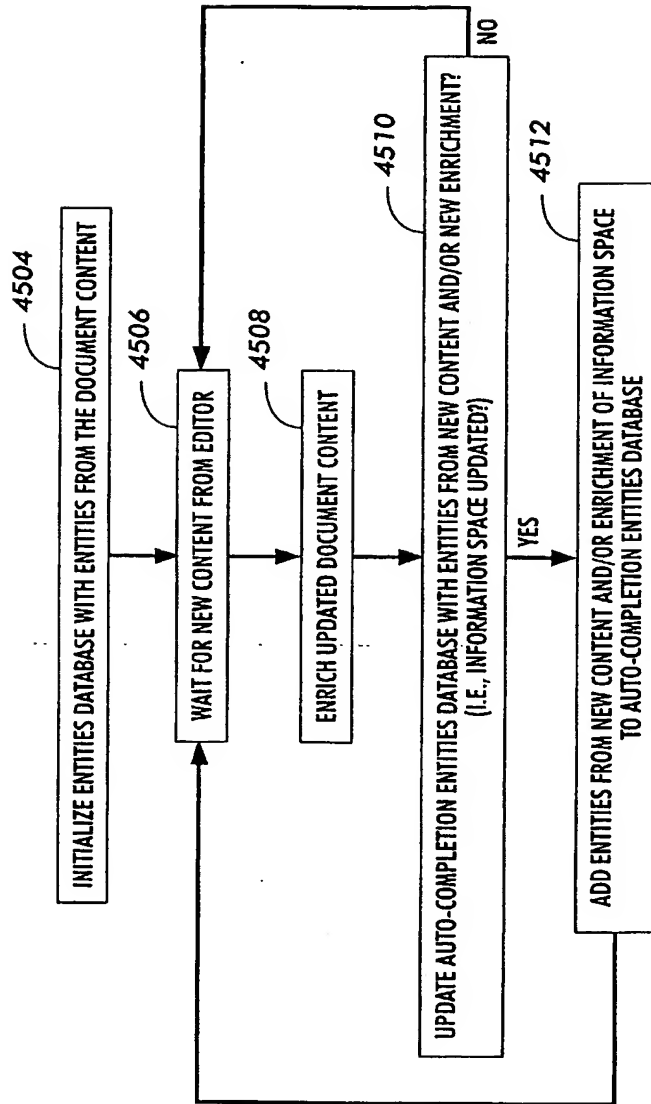 4504
INITIALIZE ENTITIES DATABASE WITH ENTITIES FROM THE DOCUMENT CONTENT
4506
WAIT FOR NEW CONTENT FROM EDITOR
4508
ENRICH UPDATED DOCUMENT CONTENT
4510
UPDATE AUTO-COMPLETION ENTITIES DATABASE WITH ENTITIES FROM NEW CONTENT AND/OR NEW ENRICHMENT?
(I.E., INFORMATION SPACE UPDATED?)
NO
YES
4512
ADD ENTITIES FROM NEW CONTENT AND/OR ENRICHMENT OF INFORMATION SPACE
TO AUTO-COMPLETION ENTITIES DATABASE